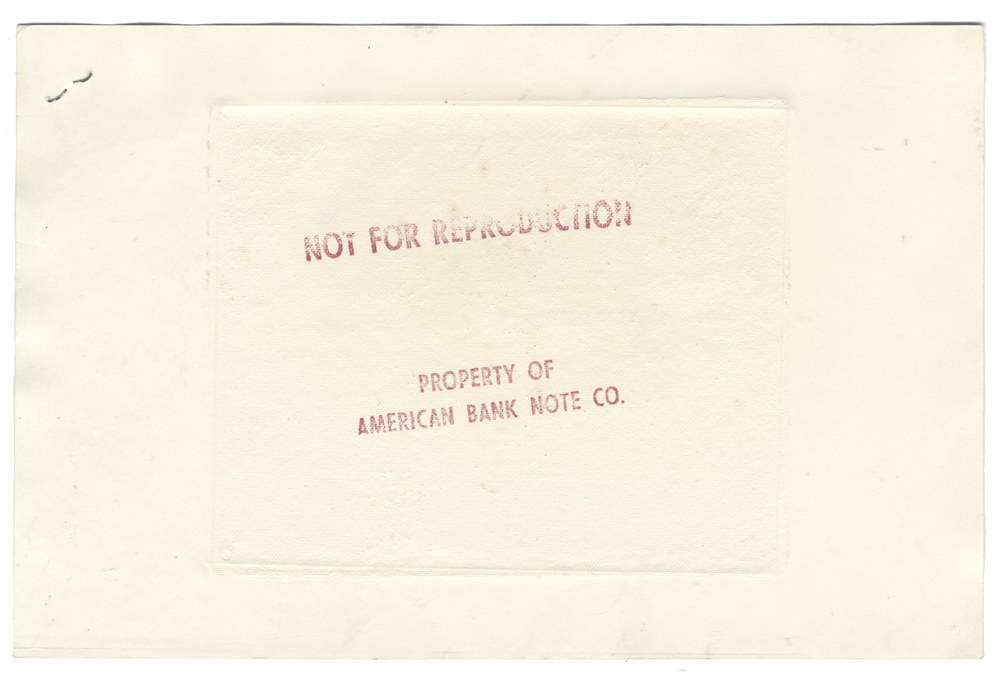 NOT FOR REPRODUCTION
PROPERTY OF
AMERICAN BANK NOTE CO.